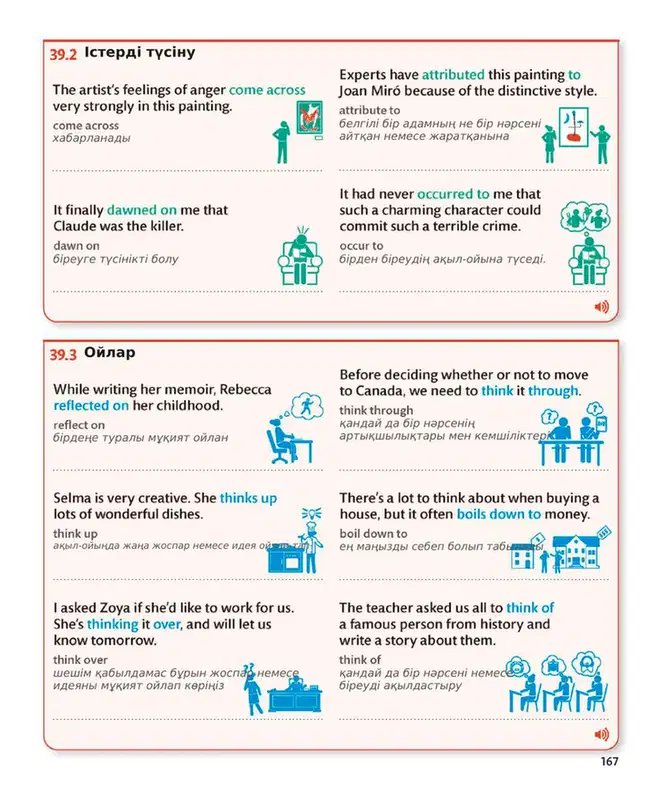 39.2 Істерді түсіну
The artist's feelings of anger come across
very strongly in this painting.
come across
хабарланады
Experts have attributed this painting to
Joan Miró because of the distinctive style.
attribute to
белгілі бір адамның не бір нәрсені
айтқан немесе жаратқанына
It finally dawned on me that
Claude was the killer.
dawn on
біреуге түсінікті болу
It had never occurred to me that
such a charming character could
commit such a terrible crime.
occur to
бірден біреудің ақыл-ойына түседі.
39.3 Ойлар
While writing her memoir, Rebecca
reflected on her childhood.
reflect on
бірдеңе туралы мұқият ойлан
Before deciding whether or not to move
to Canada, we need to think it through.
think through
қандай да бір нәрсенің
артықшылықтары мен кемшіліктері
Selma is very creative. She thinks up
lots of wonderful dishes.
think up
ақыл-ойыңда жаңа жоспар немесе идея
There's a lot to think about when buying a
house, but it often boils down to money.
boil down to
ең маңызды себеп болып табылады
I asked Zoya if she'd like to work for us.
She's thinking it over, and will let us
know tomorrow.
think over
шешім қабылдамас бұрын жоспар немесе
идеяны мұқият ойлап көріңіз
The teacher asked us all to think of
a famous person from history and
write a story about them.
think of
қандай да бір нәрсені немесе
біреуді ақылдастыру
167